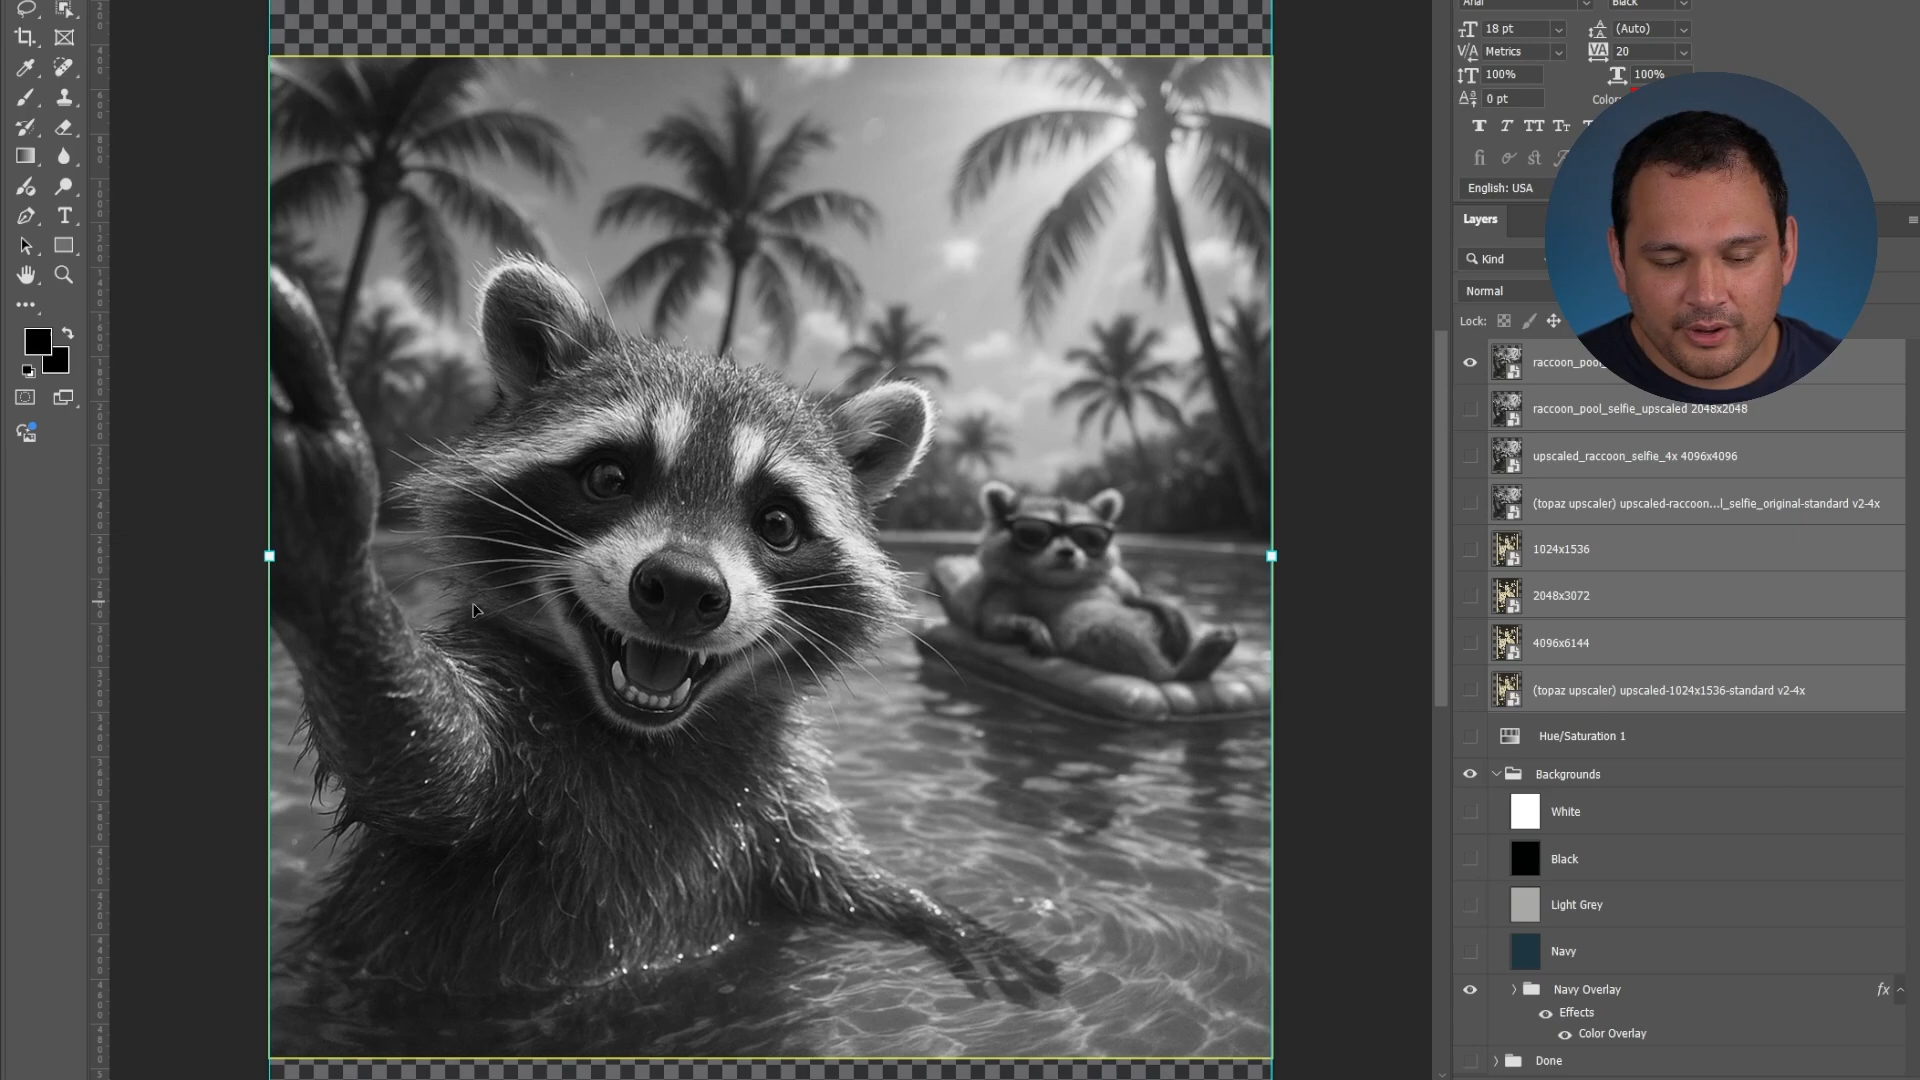 Arial
Black
18 pt
(Auto)
Metrics
20
100%
100%
0 pt
Color:
English: USA
Layers
Kind
Normal
Lock:
raccoon_pool_
raccoon_pool_selfie_upscaled 2048x2048
upscaled_raccoon_selfie_4x 4096x4096
(topaz upscaler) upscaled-raccoon...l_selfie_original-standard v2-4x
1024x1536
2048x3072
4096x6144
(topaz upscaler) upscaled-1024x1536-standard v2-4x
Hue/Saturation 1
Backgrounds
White
Black
Light Grey
Navy
Navy Overlay
fx
Effects
Color Overlay
Done